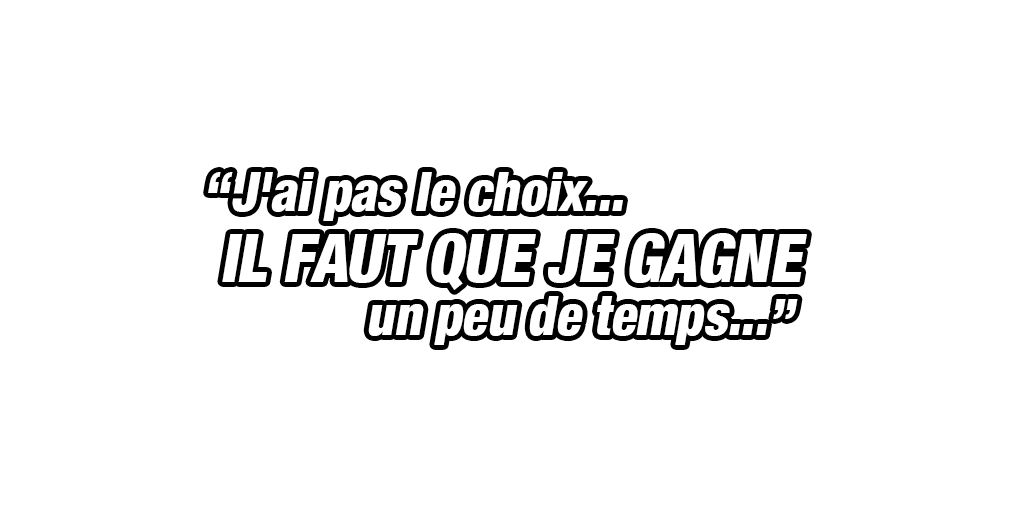 “J'ai pas le choix...
IL FAUT QUE JE GAGNE
un peu de temps...”